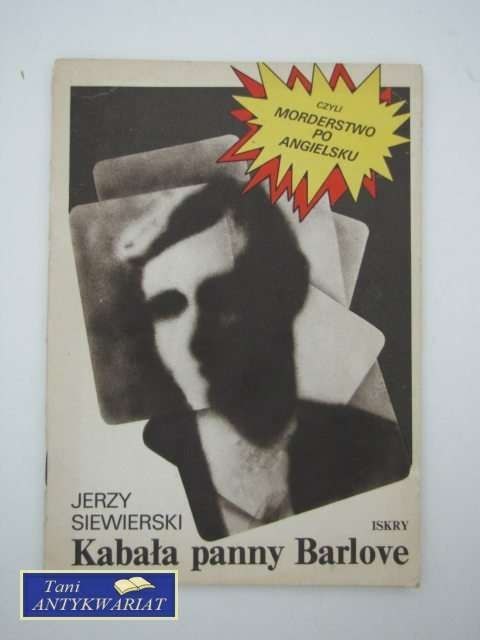 CZYLI
MORDERSTWO
PO
ANGIELSKU
JERZY
SIEWIERSKI
ISKRY
Kabała panny Barlove
Tani
ANTYKWARIAT